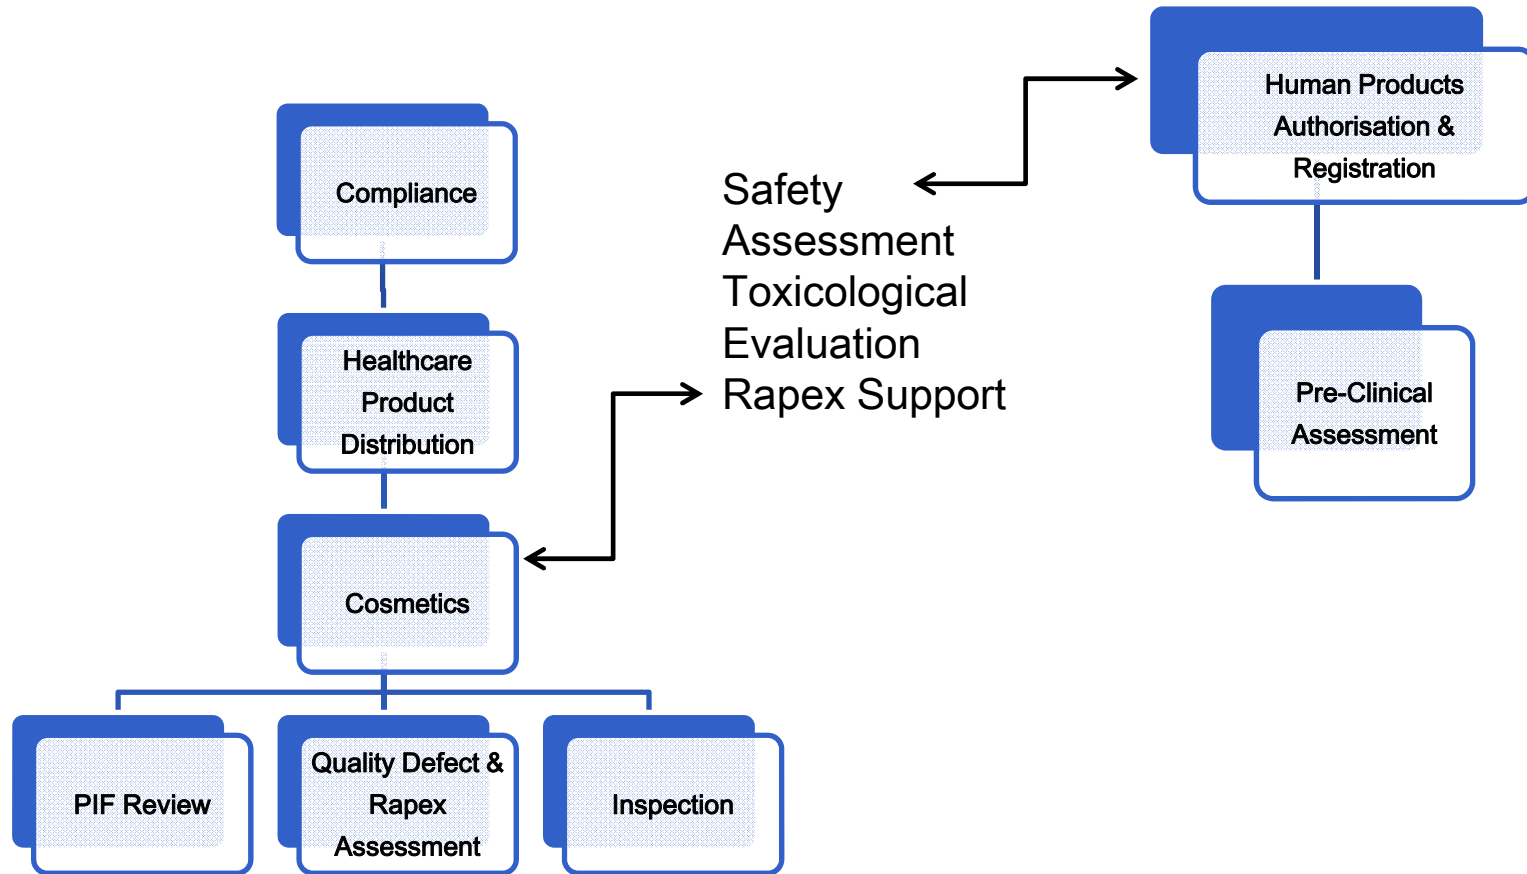 Compliance
Healthcare
Product
Distribution
Cosmetics
PIF Review
Quality Defect &
Rapex
Assessment
Inspection
Safety
Assessment
Toxicological
Evaluation
Rapex Support
Human Products
Authorisation &
Registration
Pre-Clinical
Assessment